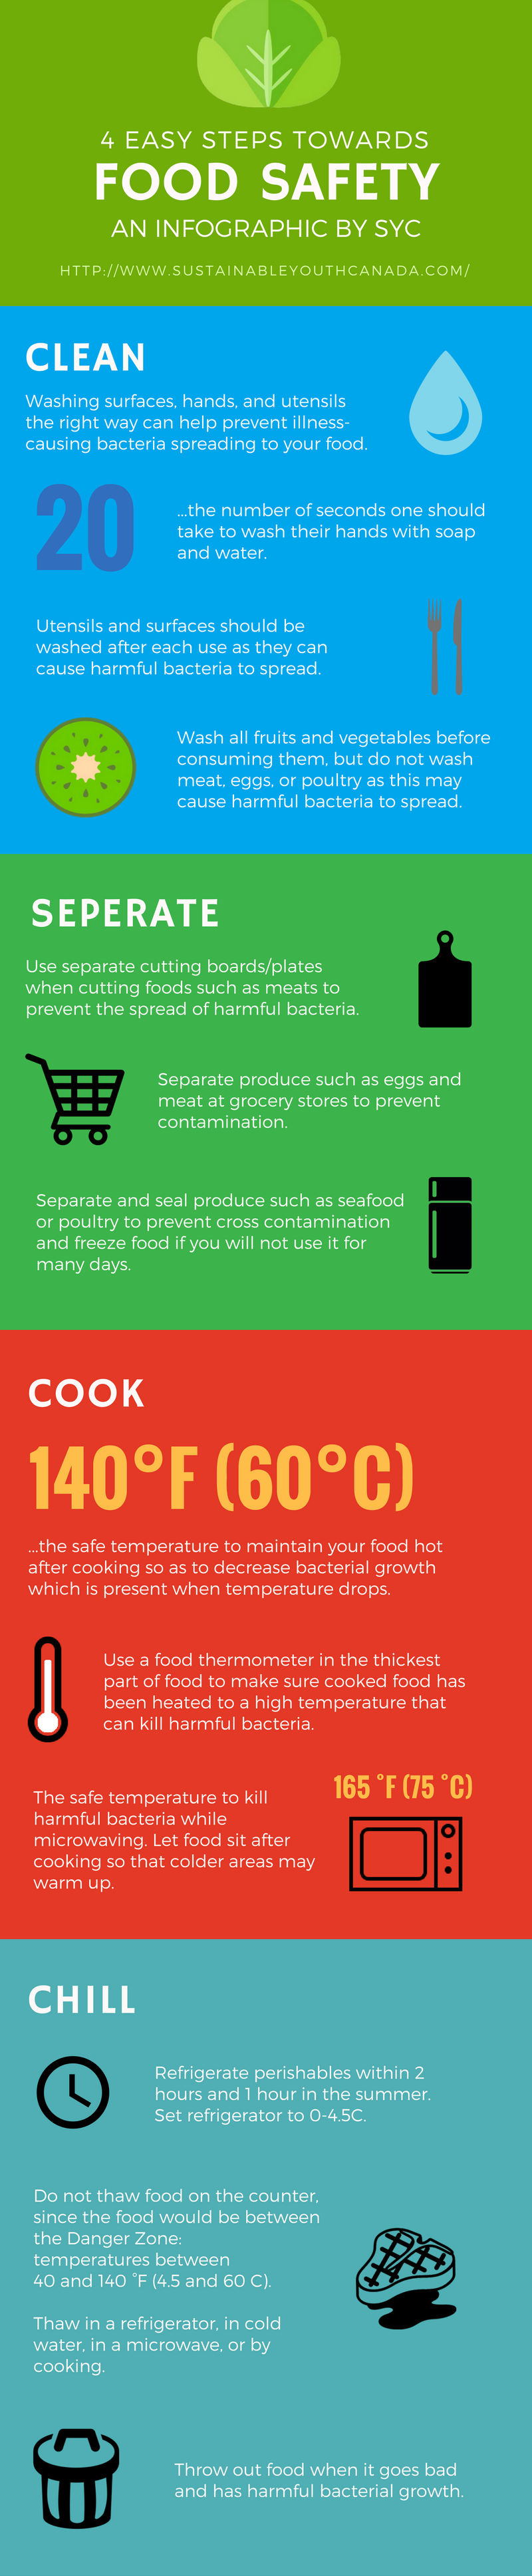 4 EASY STEPS TOWARDS
FOOD SAFETY
AN INFOGRAPHIC BY SYC
HTTP://WWW.SUSTAINABLEYOUTHCANADA.COM/
CLEAN
Washing surfaces, hands, and utensils
the right way can help prevent illness-
causing bacteria spreading to your food.
20
...the number of seconds one should
take to wash their hands with soap
and water.
Utensils and surfaces should be
washed after each use as they can
cause harmful bacteria to spread.
Wash all fruits and vegetables before
consuming them, but do not wash
meat, eggs, or poultry as this may
cause harmful bacteria to spread.
SEPERATE
Use separate cutting boards/plates
when cutting foods such as meats to
prevent the spread of harmful bacteria.
Separate produce such as eggs and
meat at grocery stores to prevent
contamination.
Separate and seal produce such as seafood
or poultry to prevent cross contamination
and freeze food if you will not use it for
many days.
COOK
140°F (60°C)
...the safe temperature to maintain your food hot
after cooking so as to decrease bacterial growth
which is present when temperature drops.
Use a food thermometer in the thickest
part of food to make sure cooked food has
been heated to a high temperature that
can kill harmful bacteria.
165 °F (75 °C)
The safe temperature to kill
harmful bacteria while
microwaving. Let food sit after
cooking so that colder areas may
warm up.
CHILL
Refrigerate perishables within 2
hours and 1 hour in the summer.
Set refrigerator to 0-4.5C.
Do not thaw food on the counter,
since the food would be between
the Danger Zone:
temperatures between
40 and 140 °F (4.5 and 60 C).
Thaw in a refrigerator, in cold
water, in a microwave, or by
cooking.
Throw out food when it goes bad
and has harmful bacterial growth.